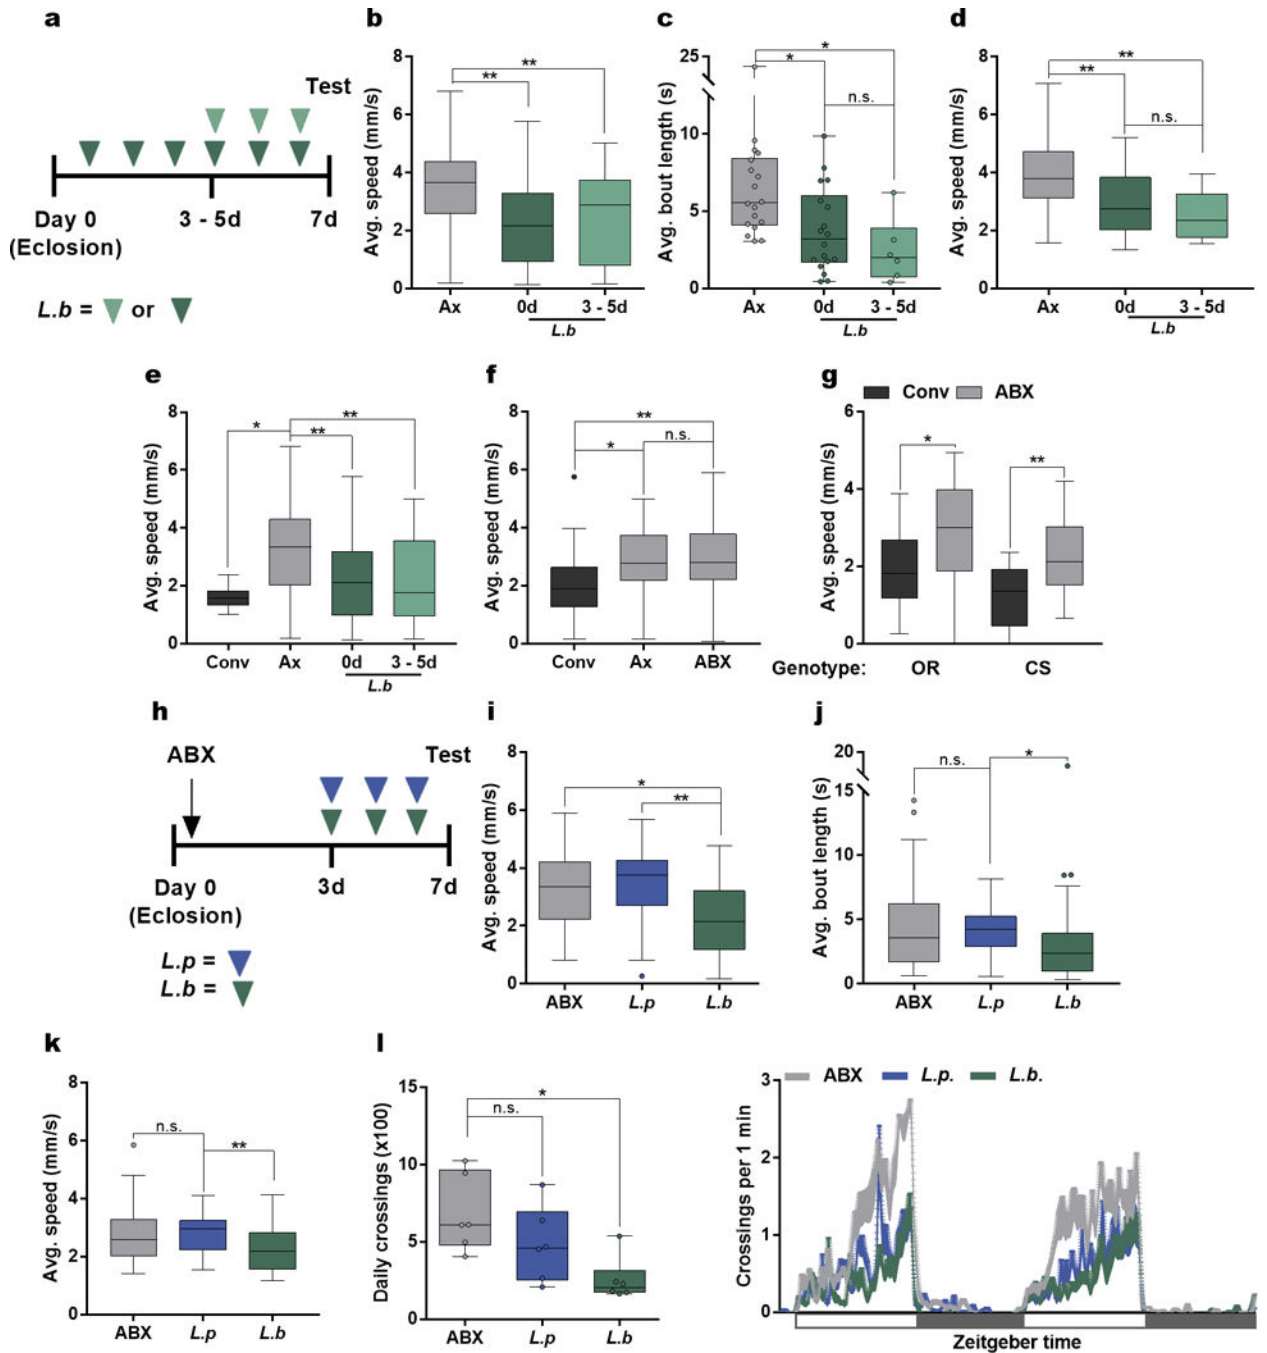 a
Test
Day 0
(Eclosion)
3 - 5d
7d
L.b = or
b
Avg. speed (mm/s)
8
6
4
2
0
**
**
Ax
0d
3 - 5d
L.b
c
Avg. bout length (s)
25
10
5
0
*
*
n.s.
Ax
0d
3 - 5d
L.b
d
Avg. speed (mm/s)
8
6
4
2
0
**
**
n.s.
Ax
0d
3 - 5d
L.b
e
Avg. speed (mm/s)
8
6
4
2
0
*
**
**
Conv
Ax
0d
3 - 5d
L.b
f
Avg. speed (mm/s)
8
6
4
2
0
**
*
n.s.
Conv
Ax
ABX
g
Conv
ABX
Avg. speed (mm/s)
6
4
2
0
*
**
Genotype:
OR
CS
h
ABX
Test
Day 0
(Eclosion)
3d
7d
L.p =
L.b =
i
Avg. speed (mm/s)
8
6
4
2
0
*
**
ABX
L.p
L.b
j
Avg. bout length (s)
20
15
10
5
0
n.s.
*
ABX
L.p
L.b
k
Avg. speed (mm/s)
8
6
4
2
0
n.s.
**
ABX
L.p
L.b
l
Daily crossings (x100)
15
10
5
0
*
n.s.
ABX
L.p
L.b
ABX
L.p.
L.b.
Crossings per 1 min
3
2
1
0
Zeitgeber time